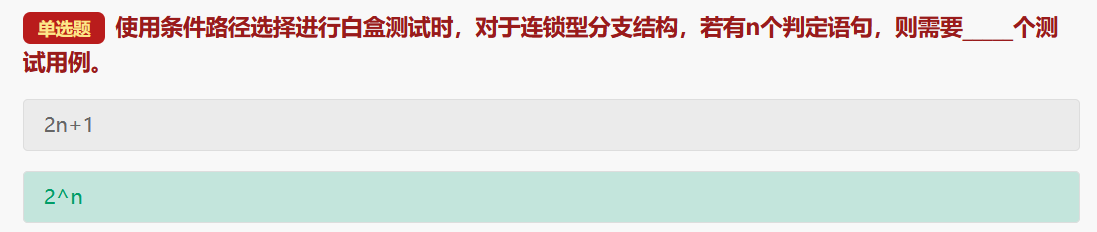 单选题 使用条件路径选择进行白盒测试时，对于连锁型分支结构，若有n个判定语句，则需要_____个测
试用例。
2n+1
2^n